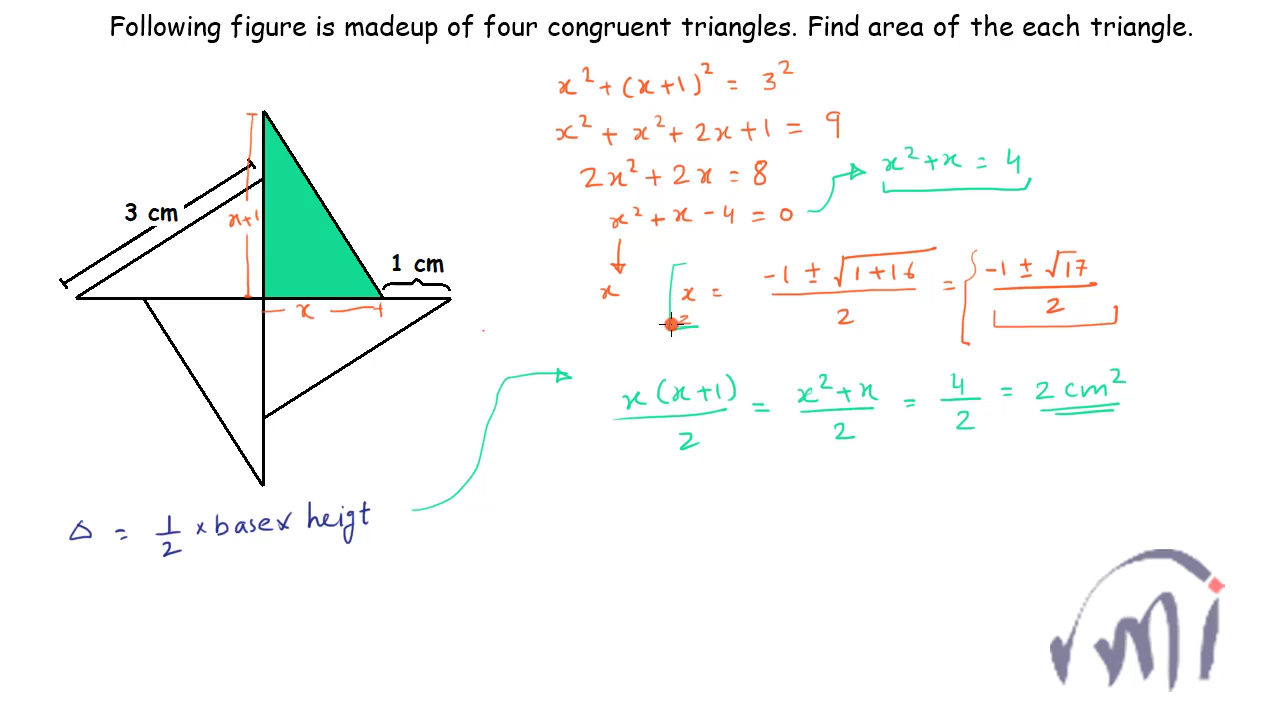 Following figure is madeup of four congruent triangles. Find area of the each triangle.
x² + (x+1)² = 3²
x² + x² + 2x + 1 = 9
2x² + 2x = 8
x² + x = 4
x² + x - 4 = 0
3 cm
x+1
1 cm
x
x
x = (-1 ± √(1+16))/2 = (-1 ± √17)/2
2
x(x+1)/2 = (x²+x)/2 = 4/2 = 2 cm²
Δ = 1/2 × base × heigt
rmi